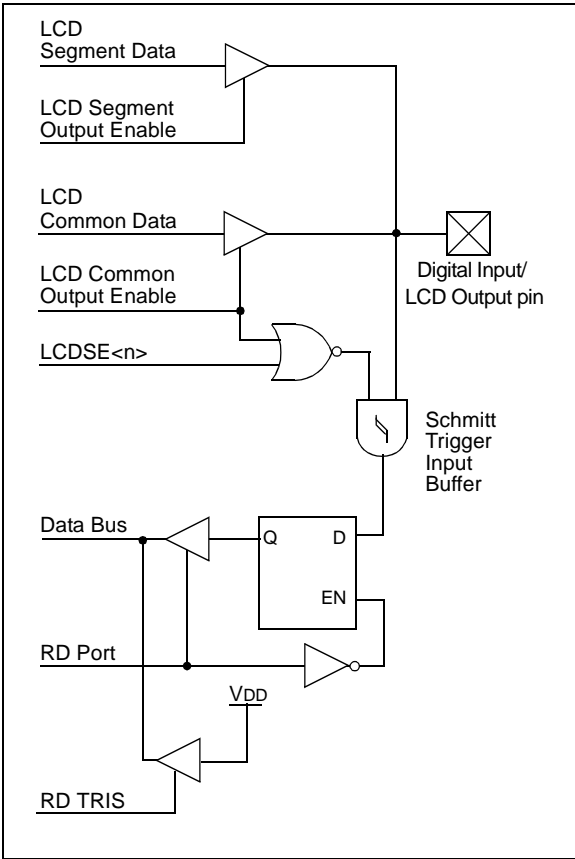 LCD
Segment Data
LCD Segment
Output Enable
LCD
Common Data
LCD Common
Output Enable
Digital Input/
LCD Output pin
LCDSE<n>
Schmitt
Trigger
Input
Buffer
Data Bus
Q
D
EN
RD Port
VDD
RD TRIS